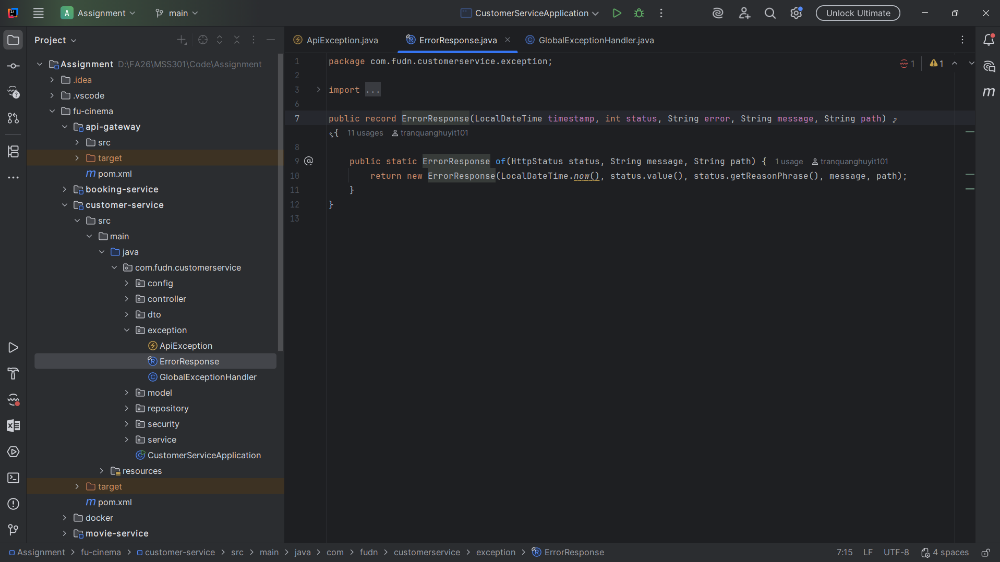 A Assignment main CustomerServiceApplication Unlock Ultimate
Project
ApiException.java ErrorResponse.java GlobalExceptionHandler.java
Assignment D:\FA26\MSS301\Code\Assignment
.idea
.vscode
fu-cinema
api-gateway
src
target
m pom.xml
booking-service
customer-service
src
main
java
com.fudn.customerservice
config
controller
dto
exception
ApiException
ErrorResponse
GlobalExceptionHandler
model
repository
security
service
CustomerServiceApplication
resources
target
m pom.xml
docker
movie-service
1 package com.fudn.customerservice.exception;
1 1
2
3 import ...
6
7 public record ErrorResponse(LocalDateTime timestamp, int status, String error, String message, String path)
{ 11 usages tranquanghuyit101
8
9 public static ErrorResponse of(HttpStatus status, String message, String path) { 1 usage tranquanghuyit101
10 return new ErrorResponse(LocalDateTime.now(), status.value(), status.getReasonPhrase(), message, path);
11 }
12 }
13
m
Assignment > fu-cinema > customer-service > src > main > java > com > fudn > customerservice > exception > ErrorResponse
7:15 LF UTF-8 4 spaces